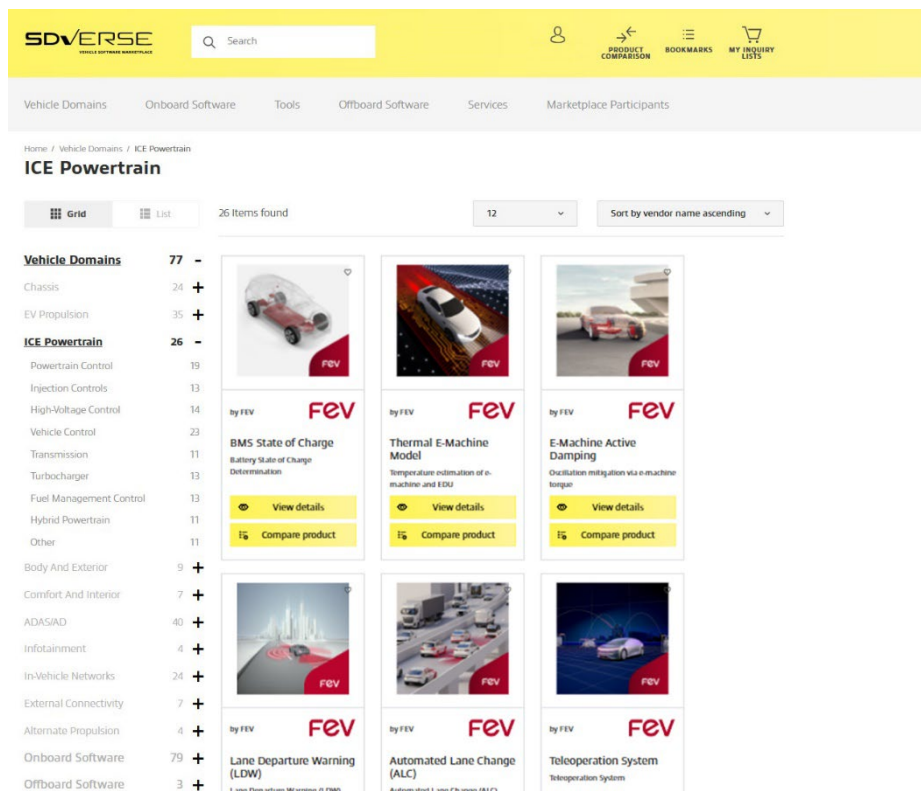 SDVERSE
VEHICLE SOFTWARE MARKETPLACE
Search
PRODUCT
COMPARISON
BOOKMARKS
MY INQUIRY
LISTS
Vehicle Domains Onboard Software Tools Offboard Software Services Marketplace Participants
Home / Vehicle Domains / ICE Powertrain
ICE Powertrain
Grid List 26 Items found 12 Sort by vendor name ascending
Vehicle Domains 77 -
Chassis 24 +
EV Propulsion 35 +
ICE Powertrain 26 -
Powertrain Control 19
Injection Controls 13
High-Voltage Control 14
Vehicle Control 23
Transmission 11
Turbocharger 13
Fuel Management Control 13
Hybrid Powertrain 11
Other 11
Body And Exterior 9 +
Comfort And Interior 7 +
ADAS/AD 40 +
Infotainment 4 +
In-Vehicle Networks 24 +
External Connectivity 7 +
Alternate Propulsion 4 +
Onboard Software 79 +
Offboard Software 3 +
FEV
by FEV FEV
BMS State of Charge
Battery State of Charge
Determination
View details
Compare product
FEV
by FEV FEV
Thermal E-Machine
Model
Temperature estimation of e-
machine and EDU
View details
Compare product
FEV
by FEV FEV
E-Machine Active
Damping
Oscillation mitigation via e-machine
torque
View details
Compare product
FEV
by FEV FEV
Lane Departure Warning
(LDW)
Lane Departure Warning (LDW)
FEV
by FEV FEV
Automated Lane Change
(ALC)
Automated Lane Change (ALC)
FEV
by FEV FEV
Teleoperation System
Teleoperation System